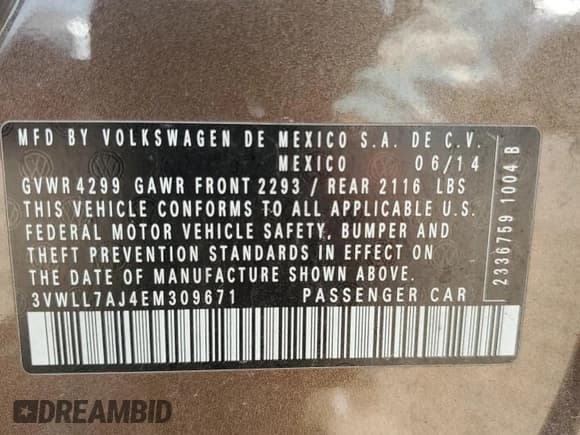 MFD BY VOLKSWAGEN DE MEXICO S.A. DE C.V.
MEXICO 06/14
GVWR 4299 GAWR FRONT 2293 / REAR 2116 LBS
THIS VEHICLE CONFORMS TO ALL APPLICABLE U.S.
FEDERAL MOTOR VEHICLE SAFETY, BUMPER AND
THEFT PREVENTION STANDARDS IN EFFECT ON
THE DATE OF MANUFACTURE SHOWN ABOVE.
3VWLL7AJ4EM309671 PASSENGER CAR
2336759 1004 B
DREAMBID